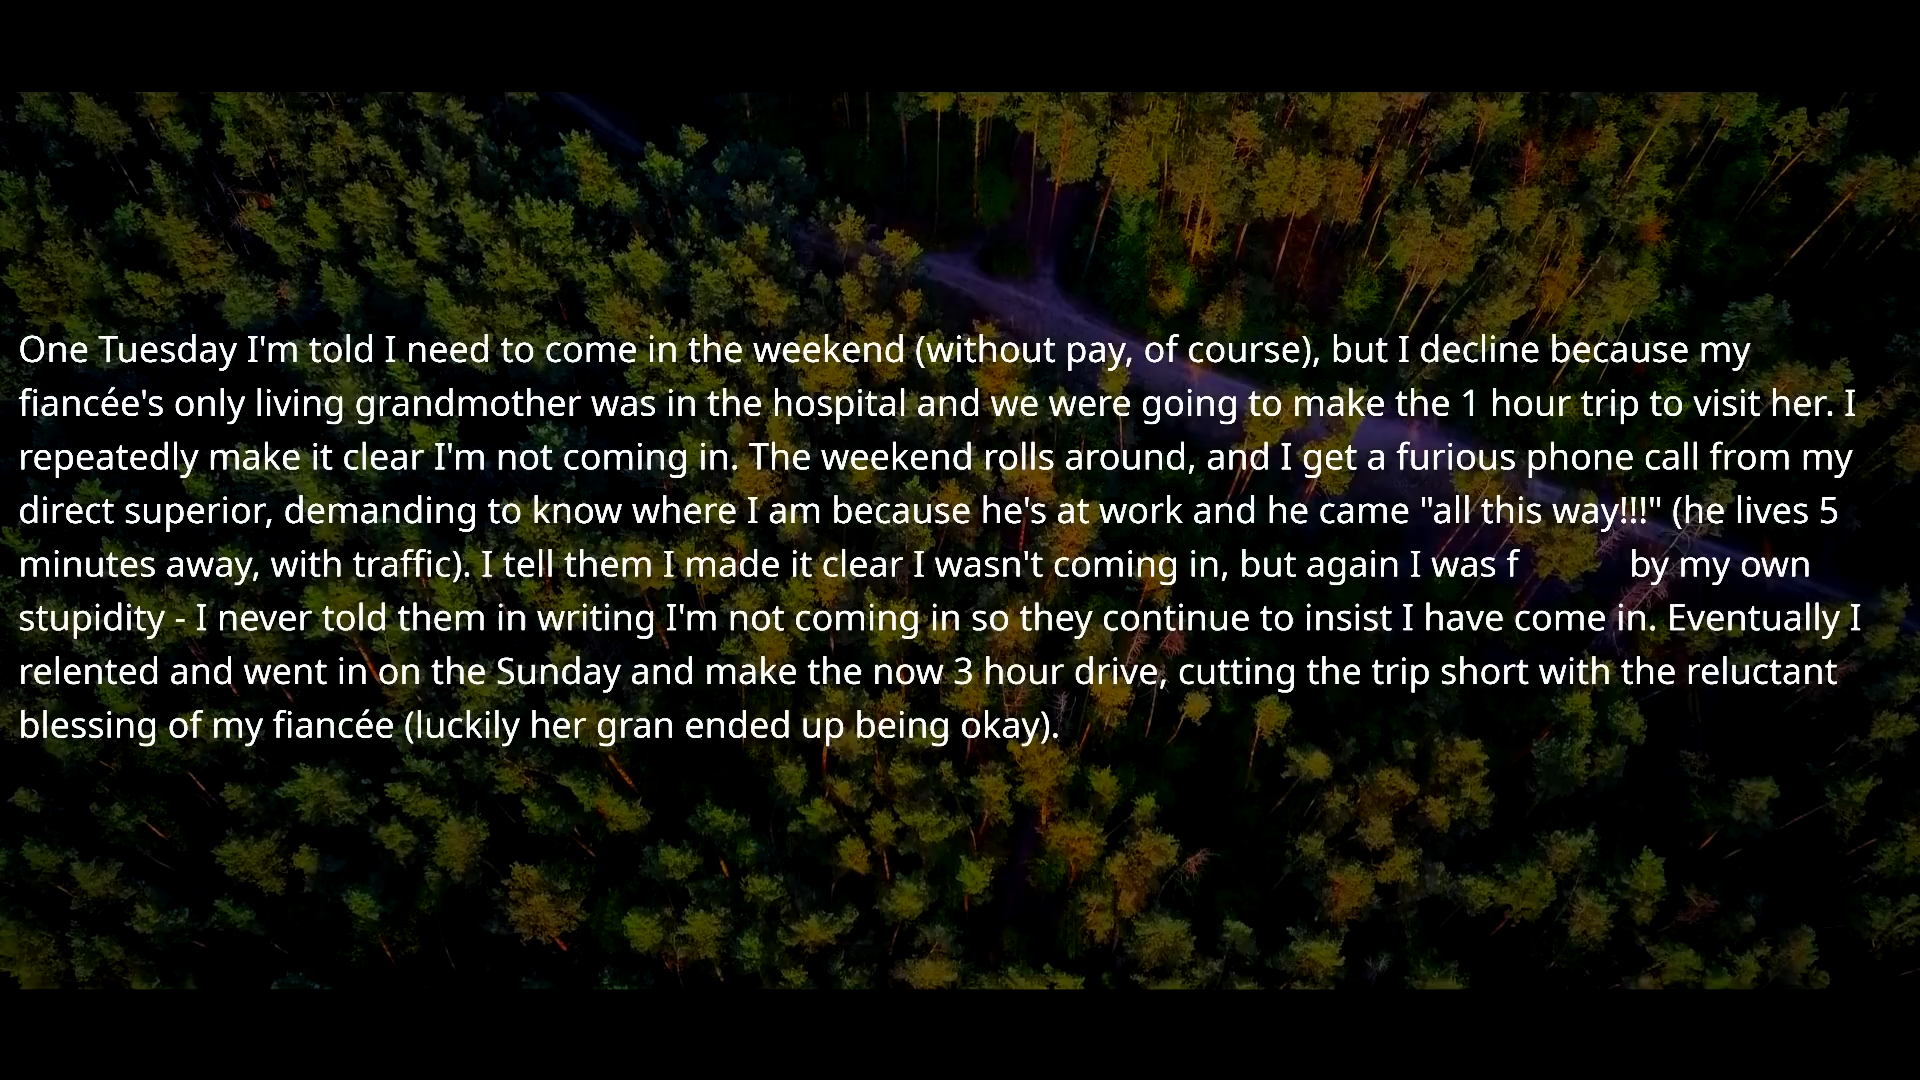 One Tuesday I'm told I need to come in the weekend (without pay, of course), but I decline because my
fiancée's only living grandmother was in the hospital and we were going to make the 1 hour trip to visit her. I
repeatedly make it clear I'm not coming in. The weekend rolls around, and I get a furious phone call from my
direct superior, demanding to know where I am because he's at work and he came "all this way!!!" (he lives 5
minutes away, with traffic). I tell them I made it clear I wasn't coming in, but again I was f by my own
stupidity - I never told them in writing I'm not coming in so they continue to insist I have come in. Eventually I
relented and went in on the Sunday and make the now 3 hour drive, cutting the trip short with the reluctant
blessing of my fiancée (luckily her gran ended up being okay).